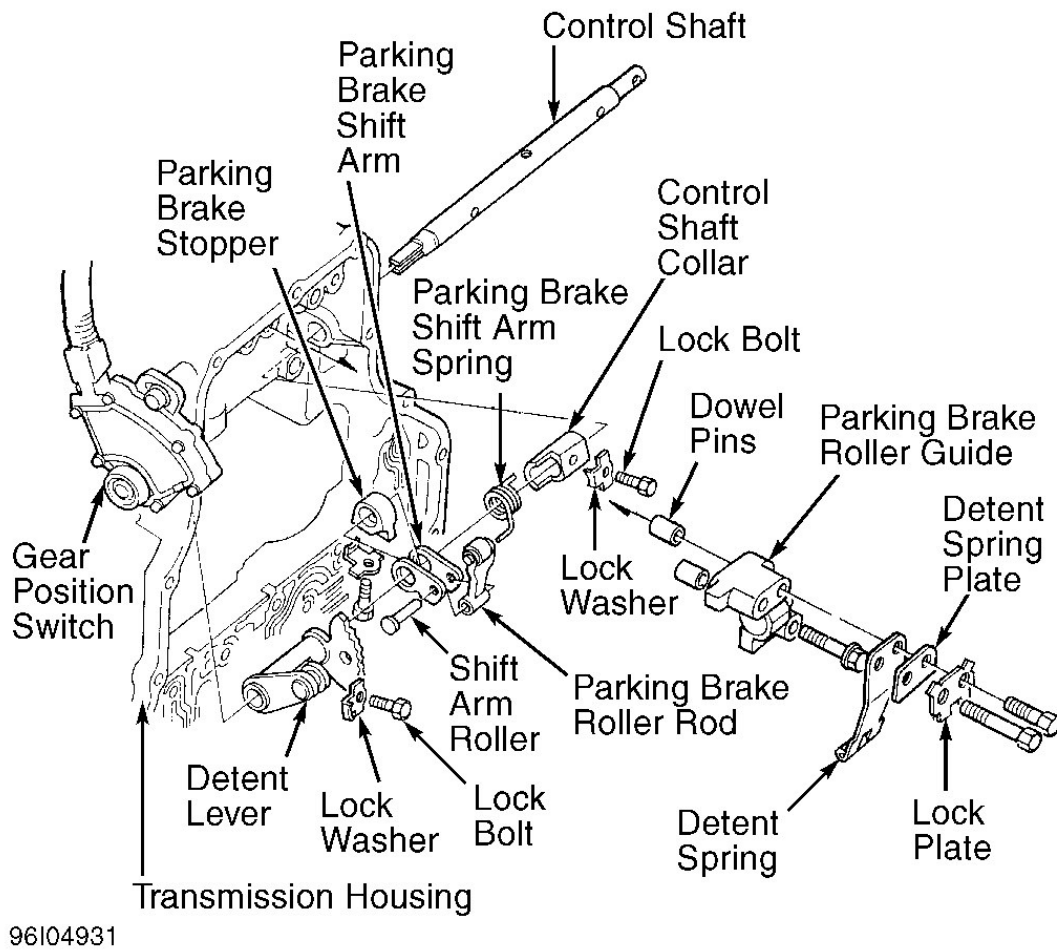 Control Shaft
Parking
Brake
Shift
Arm
Parking
Brake
Stopper
Control
Shaft
Collar
Parking Brake
Shift Arm
Spring
Lock Bolt
Dowel
Pins
Parking Brake
Roller Guide
Detent
Spring
Plate
Gear
Position
Switch
Lock
Washer
Shift
Arm
Roller
Parking Brake
Roller Rod
Detent
Lever
Lock
Washer
Lock
Bolt
Detent
Spring
Lock
Plate
Transmission Housing
96I04931